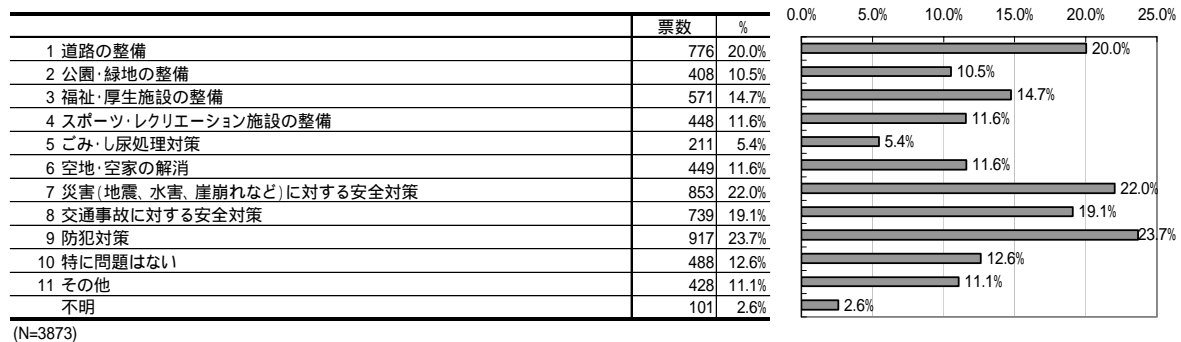 票数 %
1 道路の整備 776 20.0%
2 公園･緑地の整備 408 10.5%
3 福祉･厚生施設の整備 571 14.7%
4 スポーツ･レクリエーション施設の整備 448 11.6%
5 ごみ･し尿処理対策 211 5.4%
6 空地･空家の解消 449 11.6%
7 災害(地震、水害、崖崩れなど)に対する安全対策 853 22.0%
8 交通事故に対する安全対策 739 19.1%
9 防犯対策 917 23.7%
10 特に問題はない 488 12.6%
11 その他 428 11.1%
不明 101 2.6%
(N=3873)
0.0% 5.0% 10.0% 15.0% 20.0% 25.0%
20.0%
10.5%
14.7%
11.6%
5.4%
11.6%
22.0%
19.1%
23.7%
12.6%
11.1%
2.6%